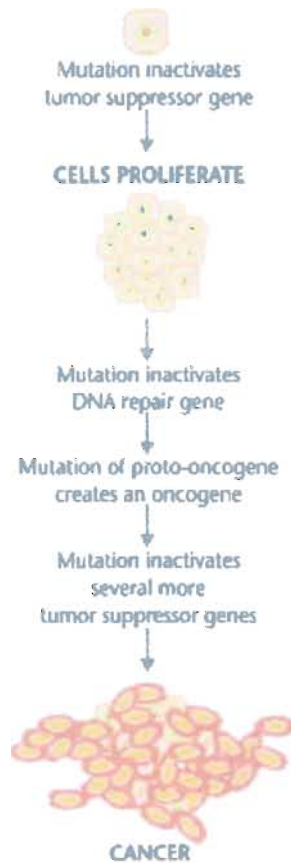 Mutation inactivates
tumor suppressor gene
CELLS PROLIFERATE
Mutation inactivates
DNA repair gene
Mutation of proto-oncogene
creates an oncogene
Mutation inactivates
several more
tumor suppressor genes
CANCER